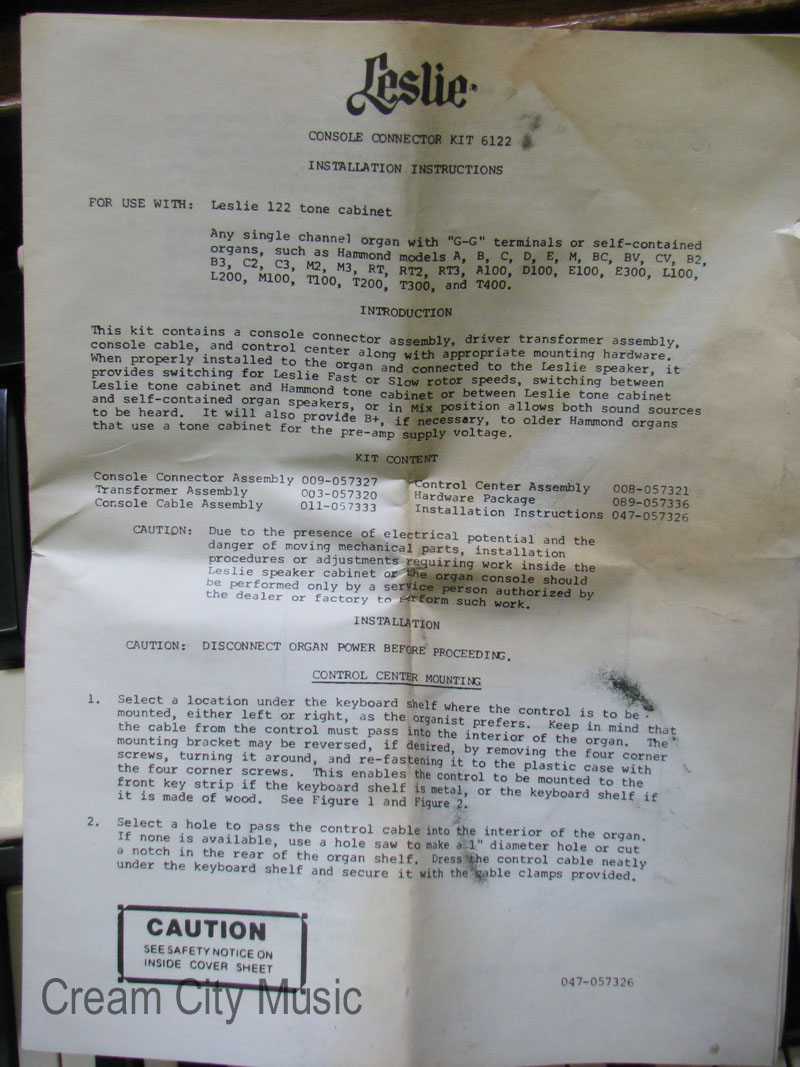 Leslie
CONSOLE CONNECTOR KIT 6122
INSTALLATION INSTRUCTIONS
FOR USE WITH: Leslie 122 tone cabinet
Any single channel organ with "G-G" terminals or self-contained
organs, such as Hammond models A, B, C, D, E, M, BC, BV, CV, B2,
B3, C2, C3, M2, M3, RT, RT2, RT3, A100, D100, E100, E300, L100,
L200, M100, T100, T200, T300, and T400.
INTRODUCTION
This kit contains a console connector assembly, driver transformer assembly,
console cable, and control center along with appropriate mounting hardware.
When properly installed to the organ and connected to the Leslie speaker, it
provides switching for Leslie Fast or Slow rotor speeds, switching between
Leslie tone cabinet and Hammond tone cabinet or between Leslie tone cabinet
and self-contained organ speakers, or in Mix position allows both sound sources
to be heard. It will also provide B+, if necessary, to older Hammond organs
that use a tone cabinet for the pre-amp supply voltage.
KIT CONTENT
Console Connector Assembly 009-057327 Control Center Assembly 008-057321
Transformer Assembly 003-057320 Hardware Package 089-057336
Console Cable Assembly 011-057333 Installation Instructions 047-057326
CAUTION: Due to the presence of electrical potential and the
danger of moving mechanical parts, installation
procedures or adjustments requiring work inside the
Leslie speaker cabinet or the organ console should
be performed only by a service person authorized by
the dealer or factory to perform such work.
INSTALLATION
CAUTION: DISCONNECT ORGAN POWER BEFORE PROCEEDING.
CONTROL CENTER MOUNTING
1. Select a location under the keyboard shelf where the control is to be
mounted, either left or right, as the organist prefers. Keep in mind that
the cable from the control must pass into the interior of the organ. The
mounting bracket may be reversed, if desired, by removing the four corner
screws, turning it around, and re-fastening it to the plastic case with
the four corner screws. This enables the control to be mounted to the
front key strip if the keyboard shelf is metal, or the keyboard shelf if
it is made of wood. See Figure 1 and Figure 2.
2. Select a hole to pass the control cable into the interior of the organ.
If none is available, use a hole saw to make a 1" diameter hole or cut
a notch in the rear of the organ shelf. Dress the control cable neatly
under the keyboard shelf and secure it with the cable clamps provided.
CAUTION
SEE SAFETY NOTICE ON
INSIDE COVER SHEET
047-057326
Cream City Music